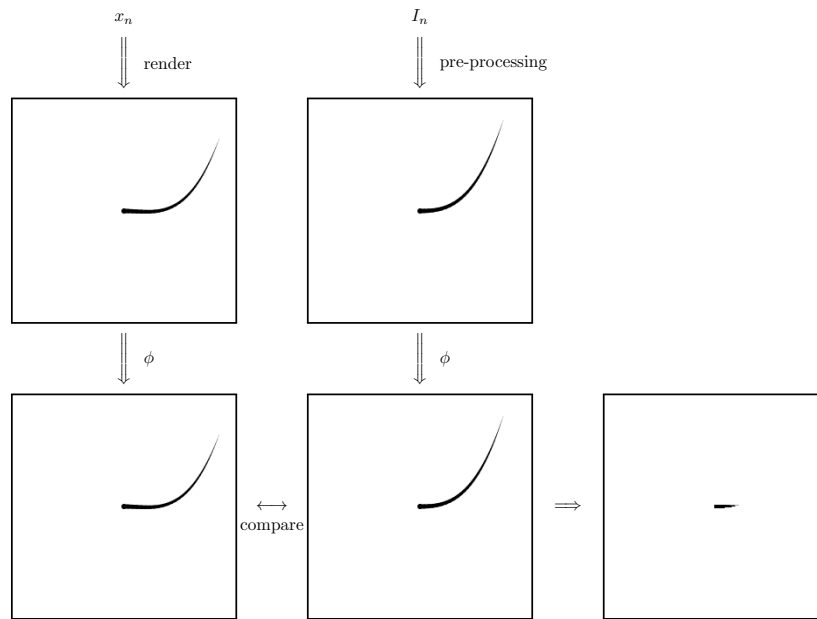 x_n
I_n
render
pre-processing
ϕ
ϕ
compare